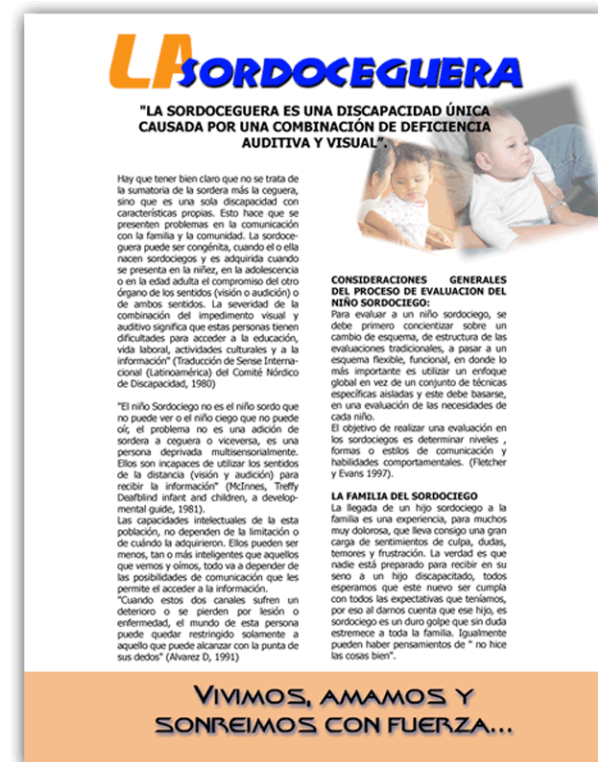 LA SORDOCEGUERA
"LA SORDOCEGUERA ES UNA DISCAPACIDAD ÚNICA
CAUSADA POR UNA COMBINACIÓN DE DEFICIENCIA
AUDITIVA Y VISUAL".
Hay que tener bien claro que no se trata de
la sumatoria de la sordera más la ceguera,
sino que es una sola discapacidad con
características propias. Esto hace que se
presenten problemas en la comunicación
con la familia y la comunidad. La sordoce-
guera puede ser congénita, cuando el o ella
nacen sordociegos y es adquirida cuando
se presenta en la niñez, en la adolescencia
o en la edad adulta el compromiso del otro
órgano de los sentidos (visión o audición) o
de ambos sentidos. La severidad de la
combinación del impedimento visual y
auditivo significa que estas personas tienen
dificultades para acceder a la educación,
vida laboral, actividades culturales y a la
información" (Traducción de Sense Interna-
cional (Latinoamérica) del Comité Nórdico
de Discapacidad, 1980)
"El niño Sordociego no es el niño sordo que
no puede ver o el niño ciego que no puede
oír, el problema no es una adición de
sordera a ceguera o viceversa, es una
persona deprivada multisensorialmente.
Ellos son incapaces de utilizar los sentidos
de la distancia (visión y audición) para
recibir la información" (McInnes, Treffy
Deafblind infant and children, a develop-
mental guide, 1981).
Las capacidades intelectuales de la esta
población, no dependen de la limitación o
de cuándo la adquirieron. Ellos pueden ser
menos, tan o más inteligentes que aquellos
que vemos y oímos, todo va a depender de
las posibilidades de comunicación que les
permite el acceder a la información.
"Cuando estos dos canales sufren un
deterioro o se pierden por lesión o
enfermedad, el mundo de esta persona
puede quedar restringido solamente a
aquello que puede alcanzar con la punta de
sus dedos" (Alvarez D, 1991)
CONSIDERACIONES GENERALES
DEL PROCESO DE EVALUACION DEL
NIÑO SORDOCIEGO:
Para evaluar a un niño sordociego, se
debe primero concientizar sobre un
cambio de esquema, de estructura de las
evaluaciones tradicionales, a pasar a un
esquema flexible, funcional, en donde lo
más importante es utilizar un enfoque
global en vez de un conjunto de técnicas
específicas aisladas y este debe basarse,
en una evaluación de las necesidades de
cada niño.
El objetivo de realizar una evaluación en
los sordociegos es determinar niveles ,
formas o estilos de comunicación y
habilidades comportamentales. (Fletcher
y Evans 1997).
LA FAMILIA DEL SORDOCIEGO
La llegada de un hijo sordociego a la
familia es una experiencia, para muchos
muy dolorosa, que lleva consigo una gran
carga de sentimientos de culpa, dudas,
temores y frustración. La verdad es que
nadie está preparado para recibir en su
seno a un hijo discapacitado, todos
esperamos que este nuevo ser cumpla
con todos las expectativas que teníamos,
por eso al darnos cuenta que ese hijo, es
sordociego es un duro golpe que sin duda
estremece a toda la familia. Igualmente
pueden haber pensamientos de " no hice
las cosas bien".
VIVIMOS, AMAMOS Y
SONREIMOS CON FUERZA...